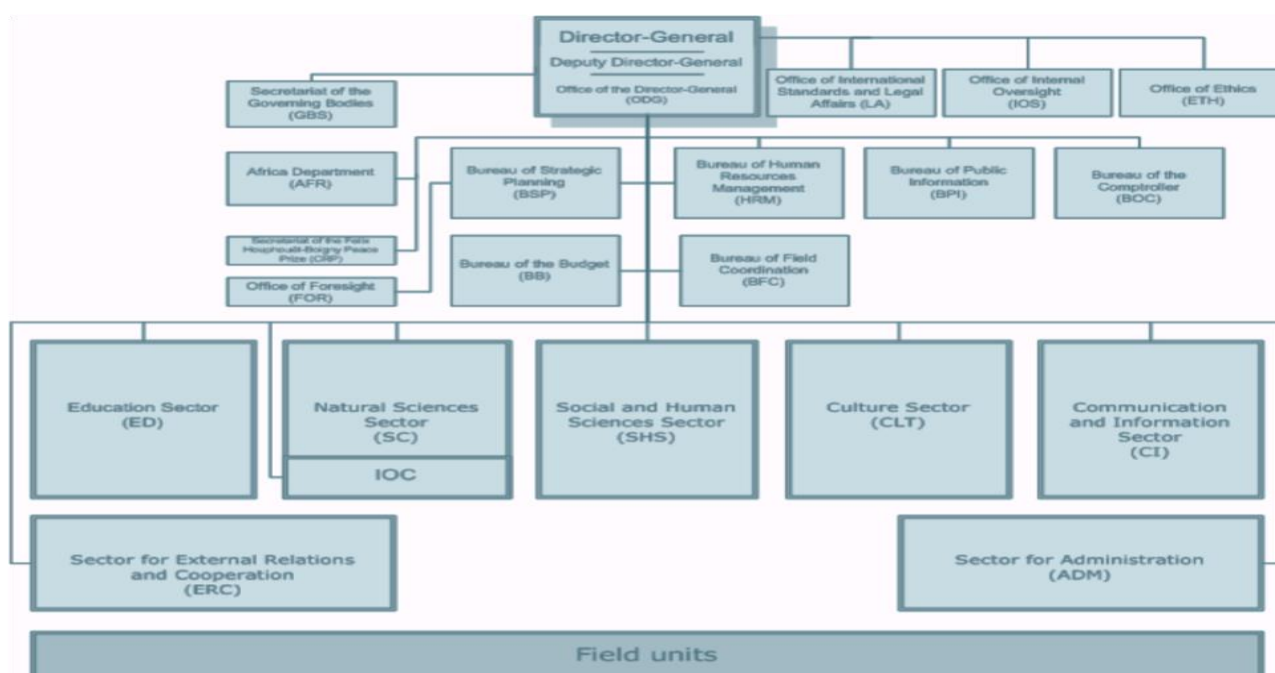 Director-General
Deputy Director-General
Office of the Director-General
(ODG)
Secretariat of the
Governing Bodies
(GBS)
Office of International
Standards and Legal
Affairs (LA)
Office of Internal
Oversight
(IOS)
Office of Ethics
(ETH)
Africa Department
(AFR)
Bureau of Strategic
Planning
(BSP)
Bureau of Human
Resources
Management
(HRM)
Bureau of Public
Information
(BPI)
Bureau of the
Comptroller
(BOC)
Secretariat of the Felix
Houphouët-Boigny Peace
Prize (CRP)
Office of Foresight
(FOR)
Bureau of the Budget
(BB)
Bureau of Field
Coordination
(BFC)
Education Sector
(ED)
Natural Sciences
Sector
(SC)
IOC
Social and Human
Sciences Sector
(SHS)
Culture Sector
(CLT)
Communication
and Information
Sector
(CI)
Sector for External Relations
and Cooperation
(ERC)
Sector for Administration
(ADM)
Field units